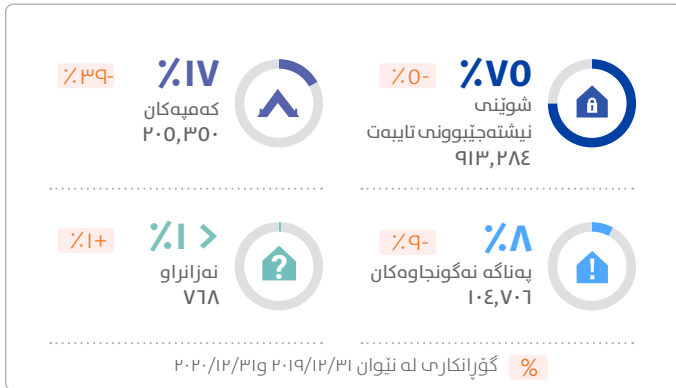 ٪٧٥
-٥٪
شوێنی
نیشتەجێبوونی تایبەت
٩١٣,٢٨٤
٪١٧
-٣٩٪
کەمپەکان
٢٠٥,٣٥٠
٪٨
-٩٪
پەناگە نەگونجاوەکان
١٠٤,٧٠٦
< ١٪
+١٪
نەزانراو
٧٦٨
% گۆڕانکاری لە نێوان ٢٠١٩/١٢/٣١ و٢٠٢٠/١٢/٣١